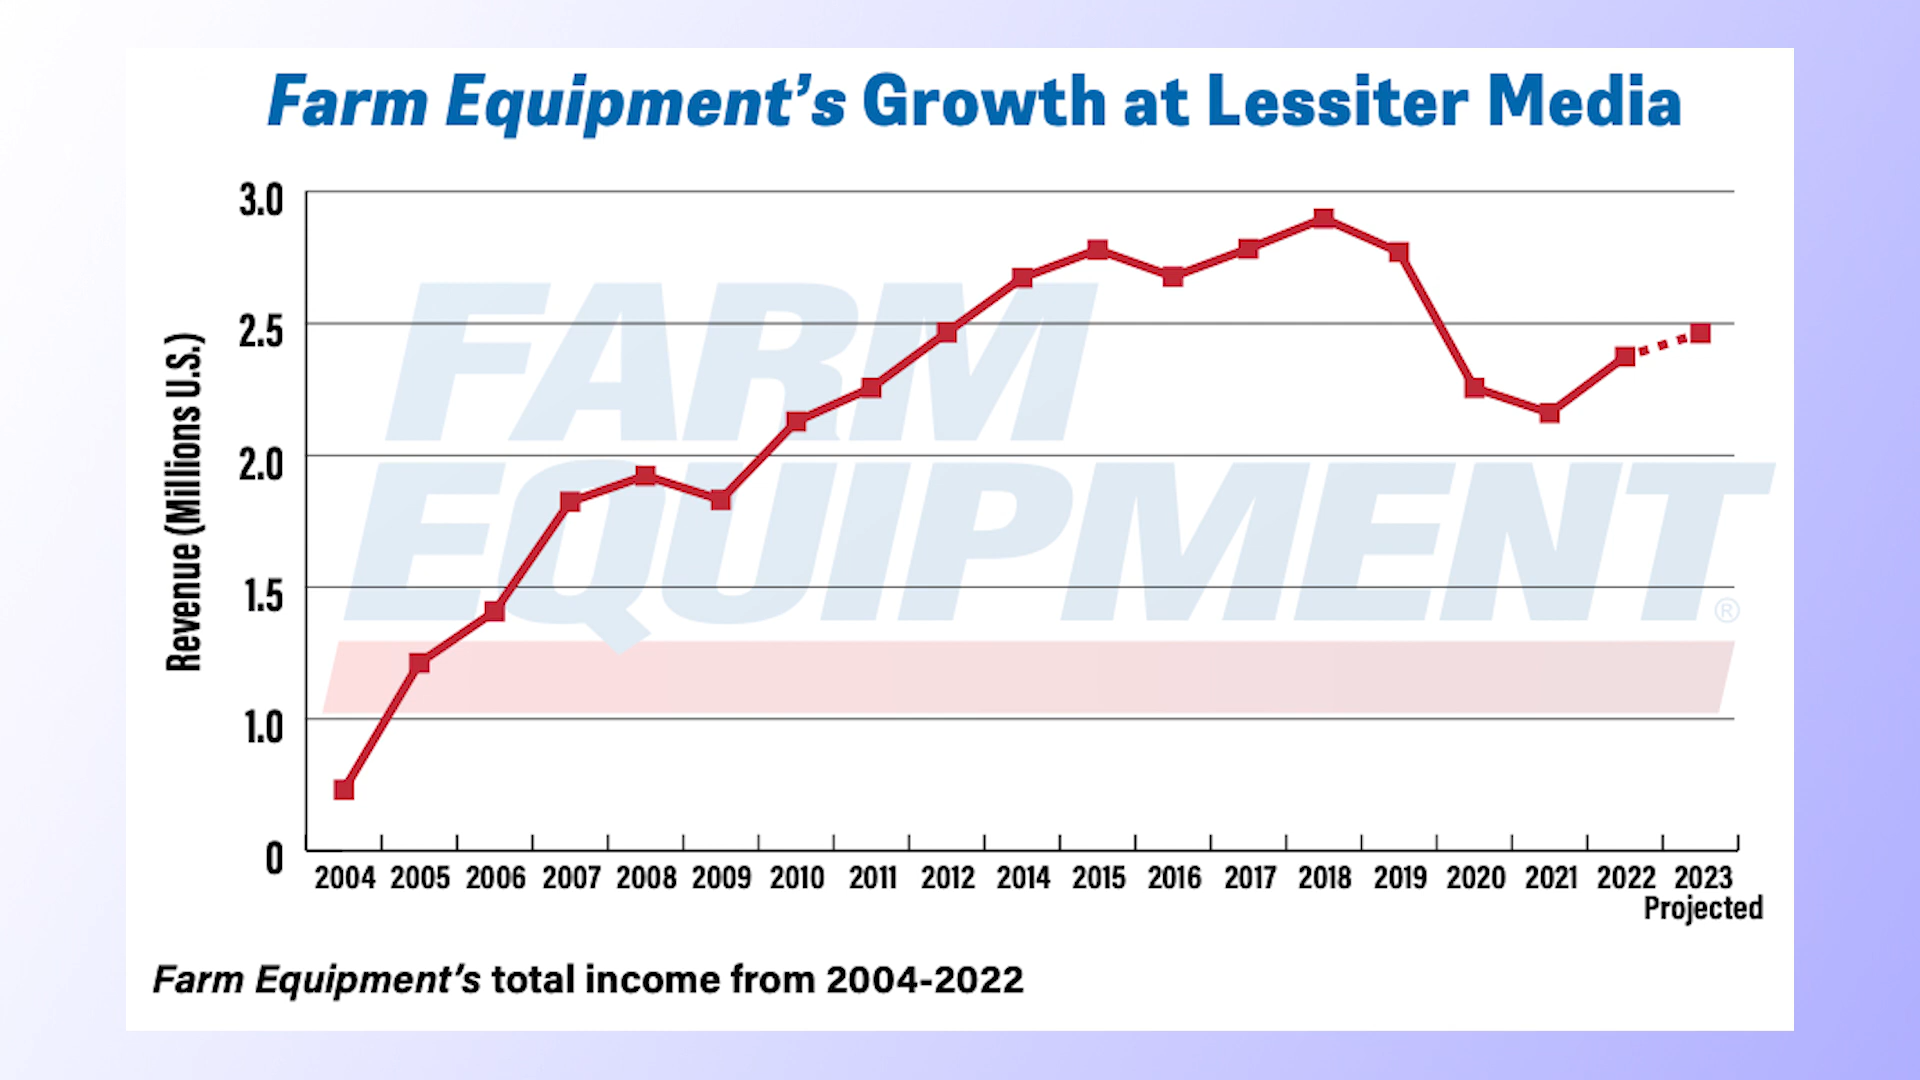 Farm Equipment's Growth at Lessiter Media
Revenue (Millions U.S.)
3.0
2.5
2.0
1.5
1.0
0
FARM
EQUIPMENT®
2004 2005 2006 2007 2008 2009 2010 2011 2012 2014 2015 2016 2017 2018 2019 2020 2021 2022 2023
Projected
Farm Equipment's total income from 2004-2022